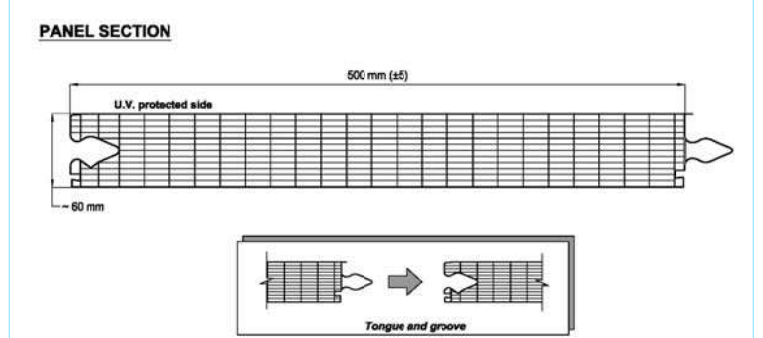 PANEL SECTION
500 mm (±5)
U.V. protected side
~ 60 mm
Tongue and groove